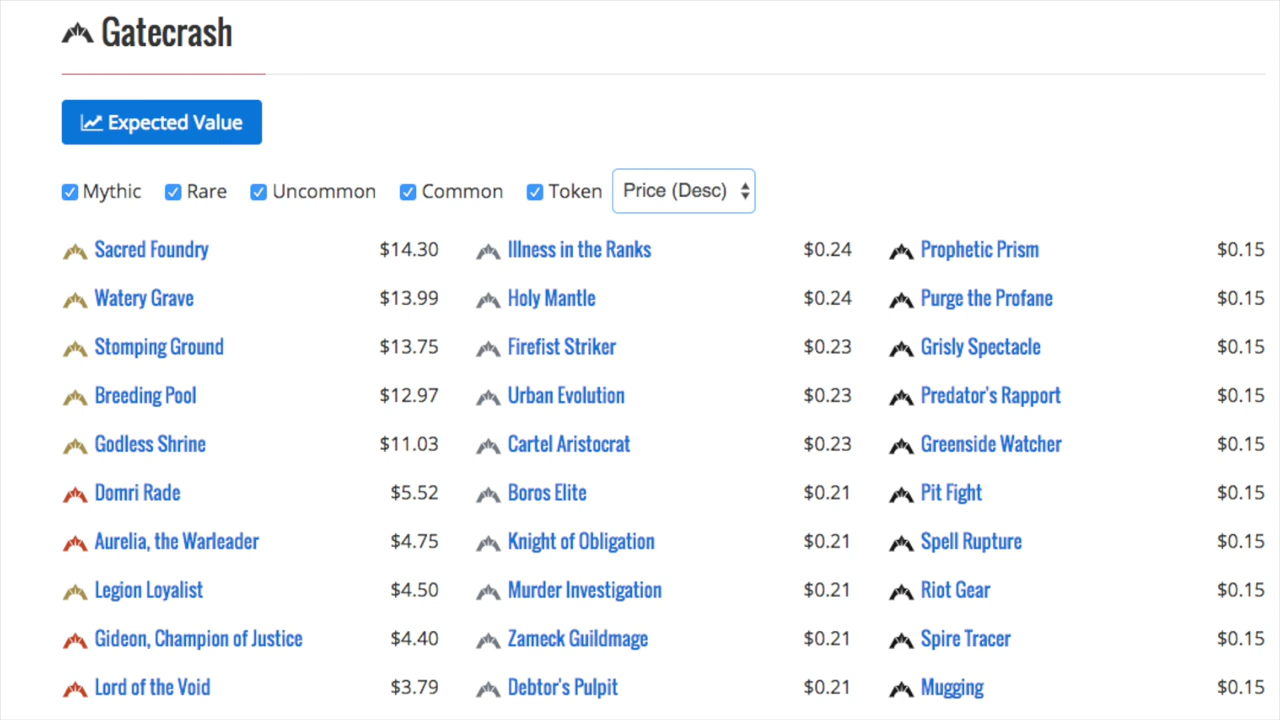 Gatecrash
Expected Value
Mythic Rare Uncommon Common Token Price (Desc)
Sacred Foundry $14.30 Illness in the Ranks $0.24 Prophetic Prism $0.15
Watery Grave $13.99 Holy Mantle $0.24 Purge the Profane $0.15
Stomping Ground $13.75 Firefist Striker $0.23 Grisly Spectacle $0.15
Breeding Pool $12.97 Urban Evolution $0.23 Predator's Rapport $0.15
Godless Shrine $11.03 Cartel Aristocrat $0.23 Greenside Watcher $0.15
Domri Rade $5.52 Boros Elite $0.21 Pit Fight $0.15
Aurelia, the Warleader $4.75 Knight of Obligation $0.21 Spell Rupture $0.15
Legion Loyalist $4.50 Murder Investigation $0.21 Riot Gear $0.15
Gideon, Champion of Justice $4.40 Zameck Guildmage $0.21 Spire Tracer $0.15
Lord of the Void $3.79 Debtor's Pulpit $0.21 Mugging $0.15